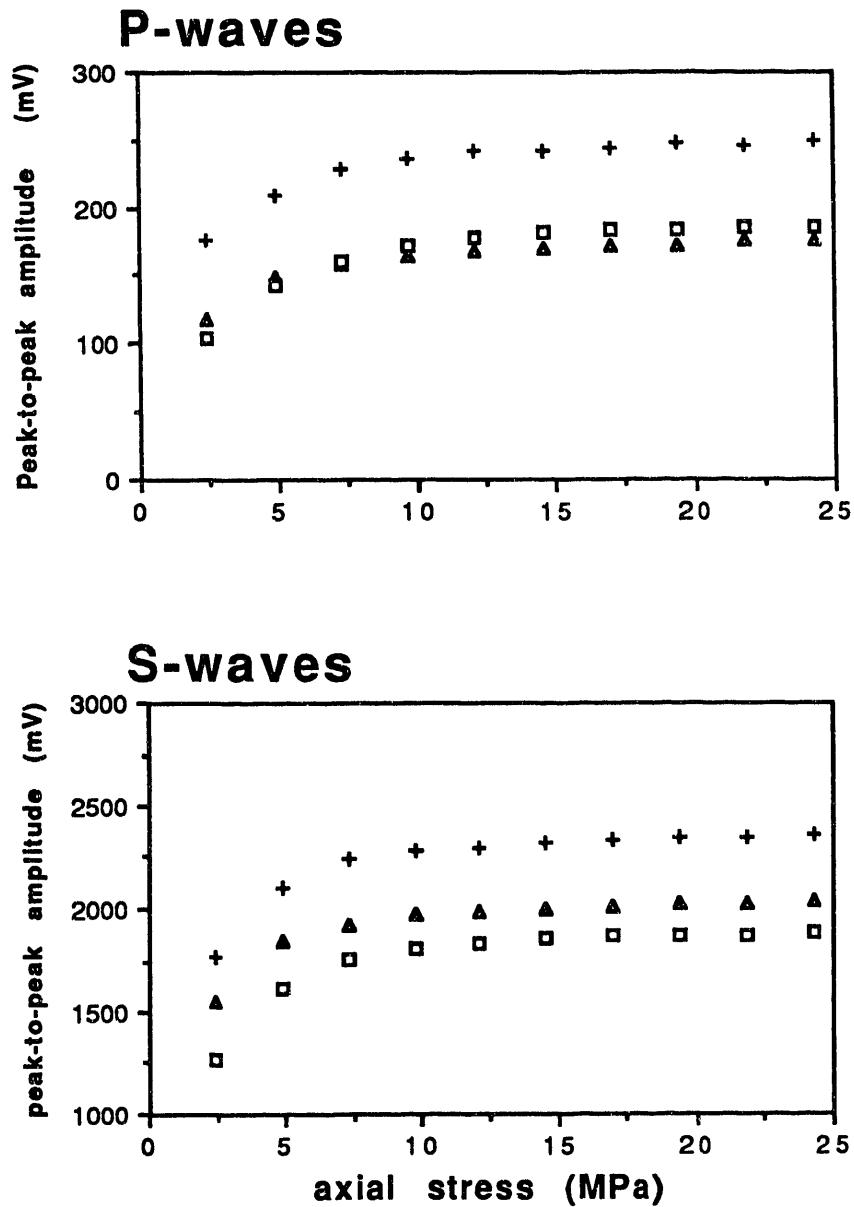 P-waves
Peak-to-peak amplitude (mV)
300
200
100
0
0 5 10 15 20 25
S-waves
peak-to-peak amplitude (mV)
3000
2500
2000
1500
1000
0 5 10 15 20 25
axial stress (MPa)